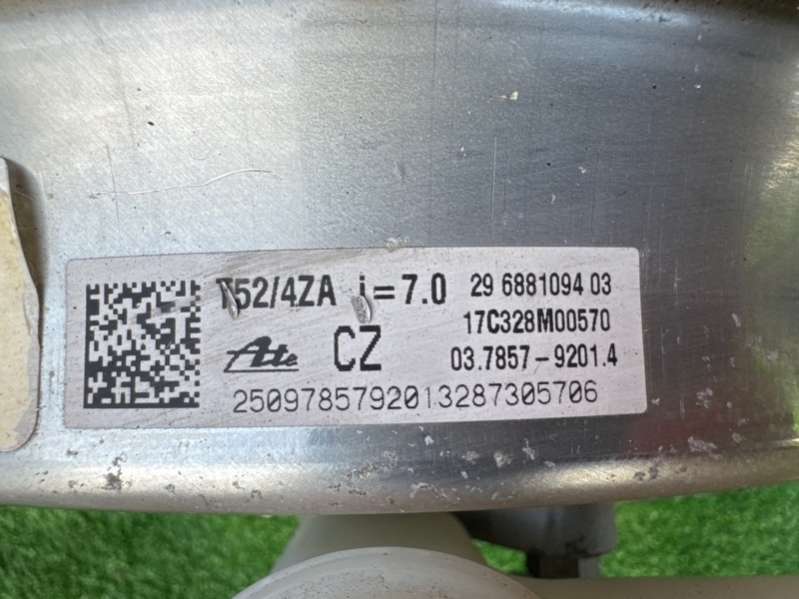 T52/4ZA i=7.0
29 6881094 03
17C328M00570
Ate CZ
03.7857-9201.4
2509785792013287305706